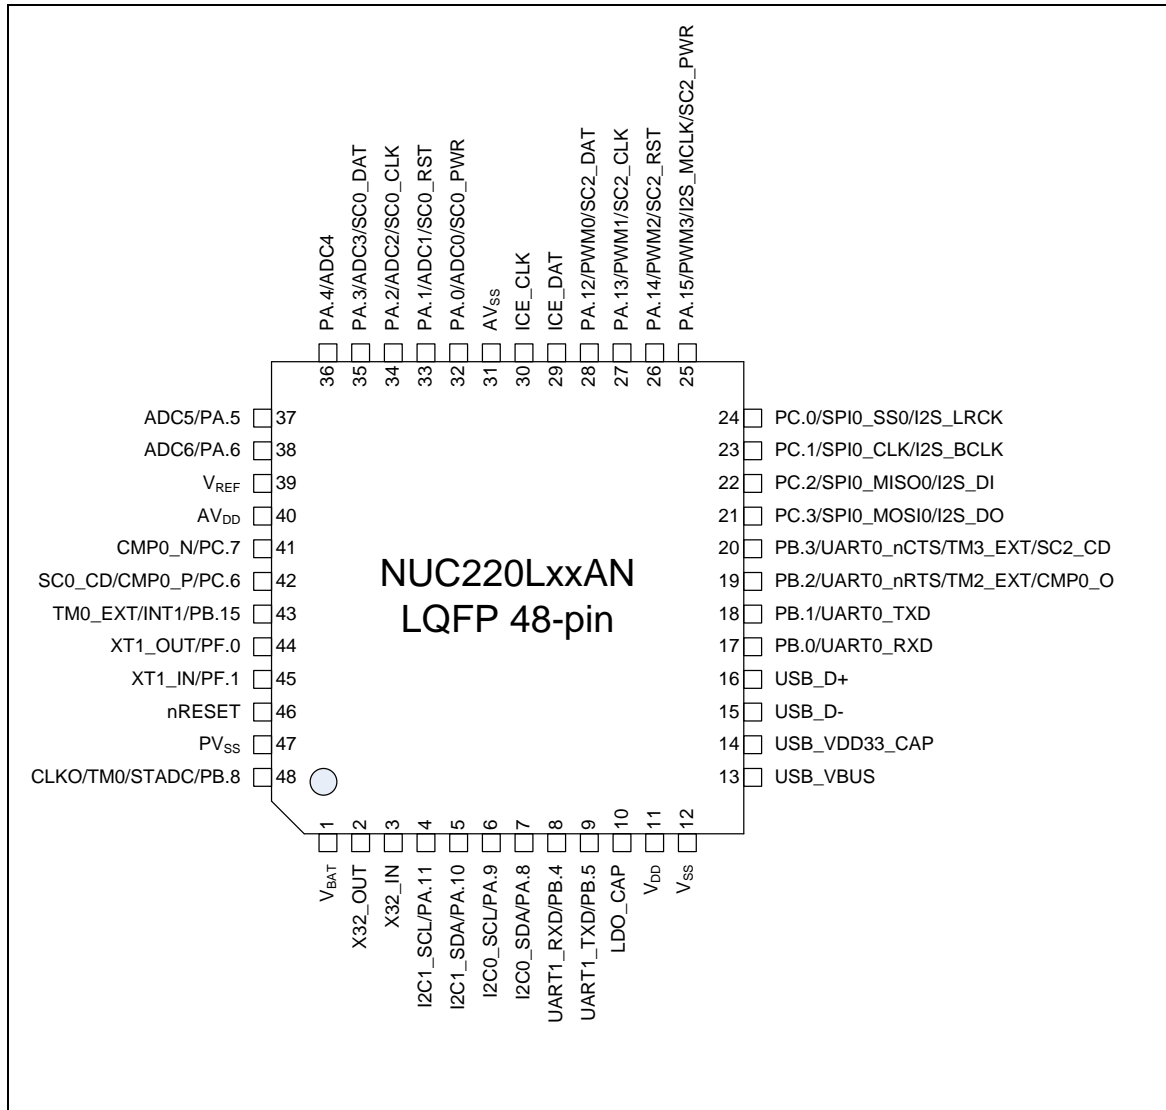 PA.4/ADC4
PA.3/ADC3/SC0_DAT
PA.2/ADC2/SC0_CLK
PA.1/ADC1/SC0_RST
PA.0/ADC0/SC0_PWR
AVSS
ICE_CLK
ICE_DAT
PA.12/PWM0/SC2_DAT
PA.13/PWM1/SC2_CLK
PA.14/PWM2/SC2_RST
PA.15/PWM3/I2S_MCLK/SC2_PWR
36
35
34
33
32
31
30
29
28
27
26
25
ADC5/PA.5 37
ADC6/PA.6 38
VREF 39
AVDD 40
CMP0_N/PC.7 41
SC0_CD/CMP0_P/PC.6 42
TM0_EXT/INT1/PB.15 43
XT1_OUT/PF.0 44
XT1_IN/PF.1 45
nRESET 46
PVSS 47
CLKO/TM0/STADC/PB.8 48
NUC220LxxAN
LQFP 48-pin
24 PC.0/SPI0_SS0/I2S_LRCK
23 PC.1/SPI0_CLK/I2S_BCLK
22 PC.2/SPI0_MISO0/I2S_DI
21 PC.3/SPI0_MOSI0/I2S_DO
20 PB.3/UART0_nCTS/TM3_EXT/SC2_CD
19 PB.2/UART0_nRTS/TM2_EXT/CMP0_O
18 PB.1/UART0_TXD
17 PB.0/UART0_RXD
16 USB_D+
15 USB_D-
14 USB_VDD33_CAP
13 USB_VBUS
1
2
3
4
5
6
7
8
9
10
11
12
VBAT
X32_OUT
X32_IN
I2C1_SCL/PA.11
I2C1_SDA/PA.10
I2C0_SCL/PA.9
I2C0_SDA/PA.8
UART1_RXD/PB.4
UART1_TXD/PB.5
LDO_CAP
VDD
VSS